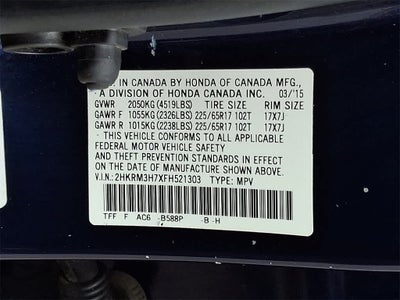 IN CANADA BY HONDA OF CANADA MFG.,
A DIVISION OF HONDA CANADA INC. 03/15
GVWR 2050KG (4519LBS) TIRE SIZE RIM SIZE
GAWR F 1055KG (2326LBS) 225/65R17 102T 17X7J
GAWR R 1015KG (2238LBS) 225/65R17 102T 17X7J
THIS VEHICLE CONFORMS TO ALL APPLICABLE
FEDERAL MOTOR VEHICLE SAFETY
AND THEFT PREVENTION STANDARDS IN EFFECT
ON THE DATE OF MANUFACTURE SHOWN ABOVE.
V.I.N.:2HKRM3H7XFH521303 TYPE: MPV
TFF F AC6 -B588P -B -H